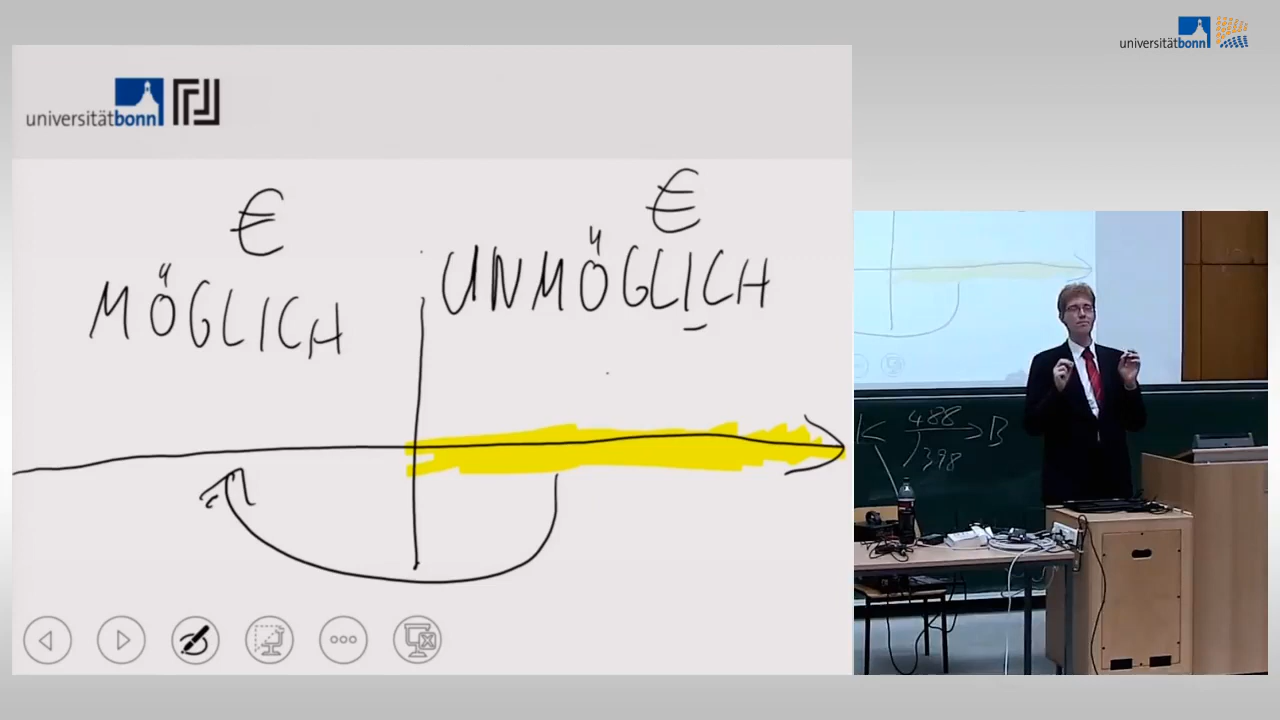 universitätbonn
universitätbonn
€
€
MÖGLICH
UNMÖGLICH
K 488 B
398